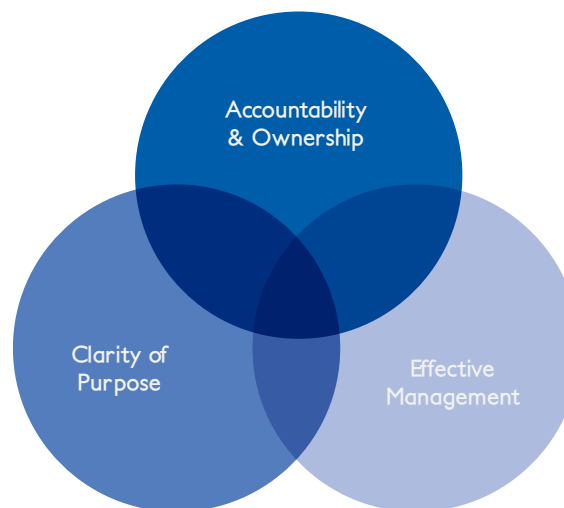 Accountability
& Ownership
Clarity of
Purpose
Effective
Management